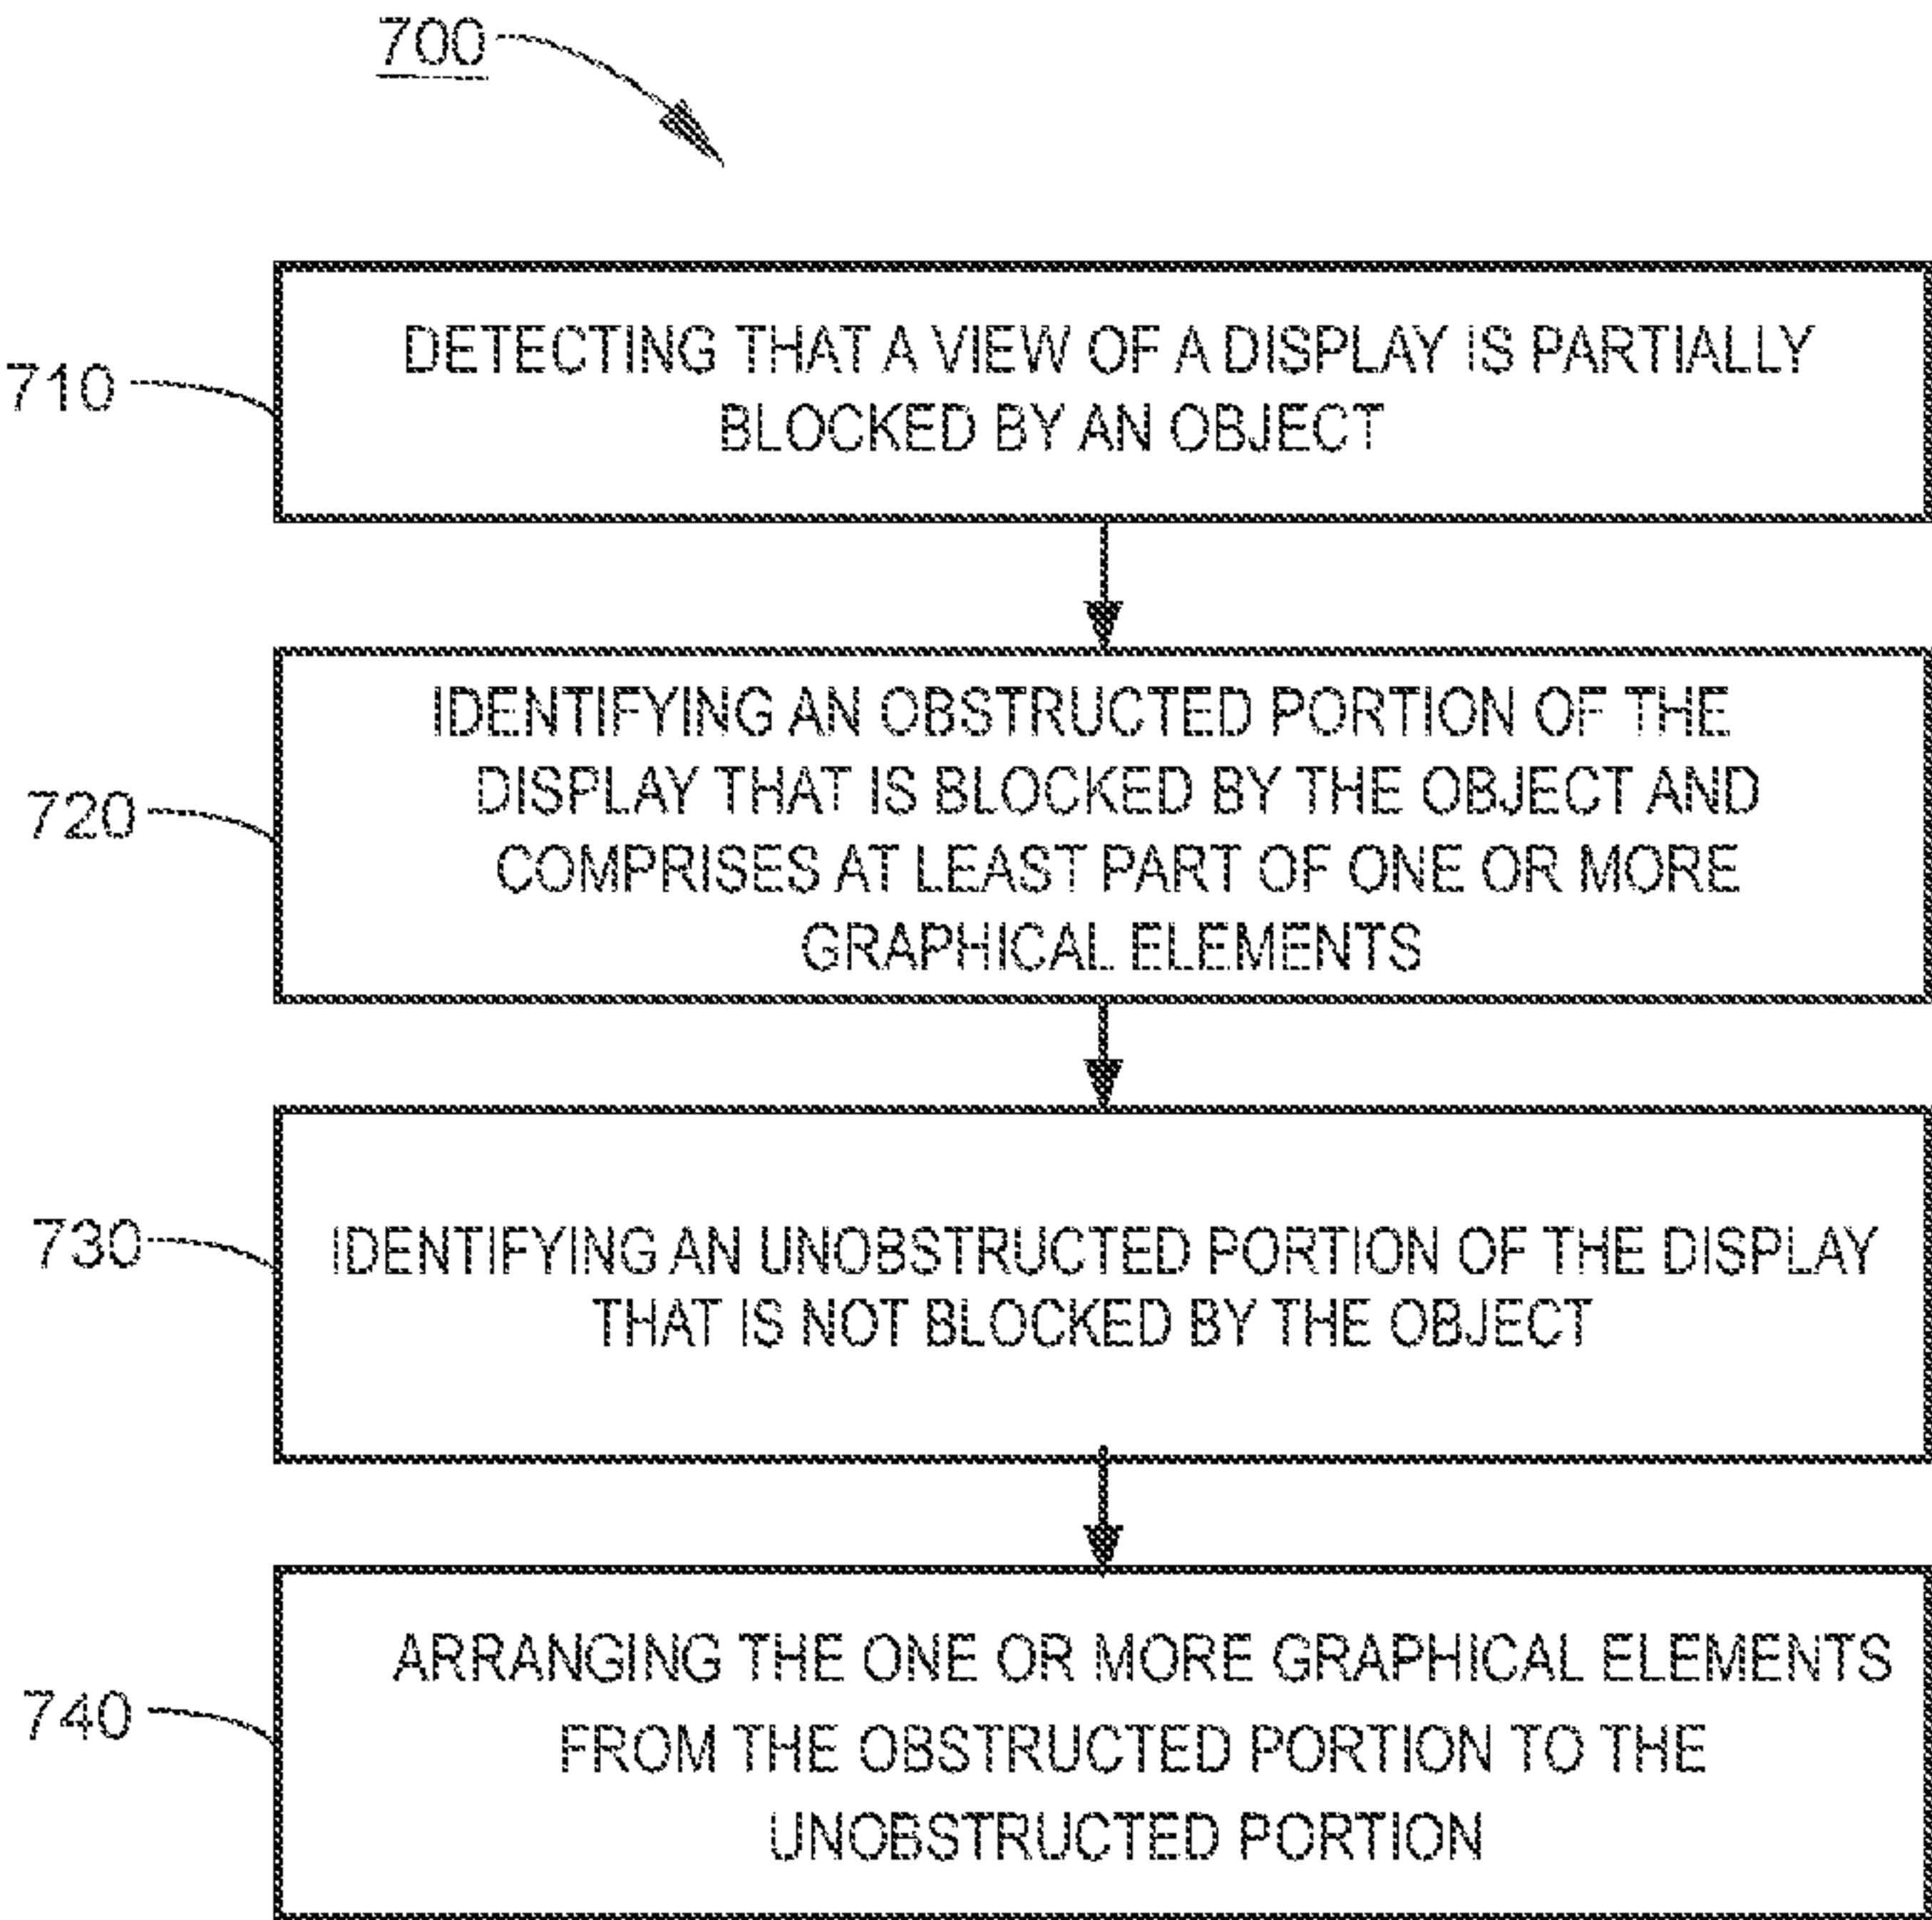 700
710
DETECTING THAT A VIEW OF A DISPLAY IS PARTIALLY
BLOCKED BY AN OBJECT
720
IDENTIFYING AN OBSTRUCTED PORTION OF THE
DISPLAY THAT IS BLOCKED BY THE OBJECT AND
COMPRISES AT LEAST PART OF ONE OR MORE
GRAPHICAL ELEMENTS
730
IDENTIFYING AN UNOBSTRUCTED PORTION OF THE DISPLAY
THAT IS NOT BLOCKED BY THE OBJECT
740
ARRANGING THE ONE OR MORE GRAPHICAL ELEMENTS
FROM THE OBSTRUCTED PORTION TO THE
UNOBSTRUCTED PORTION